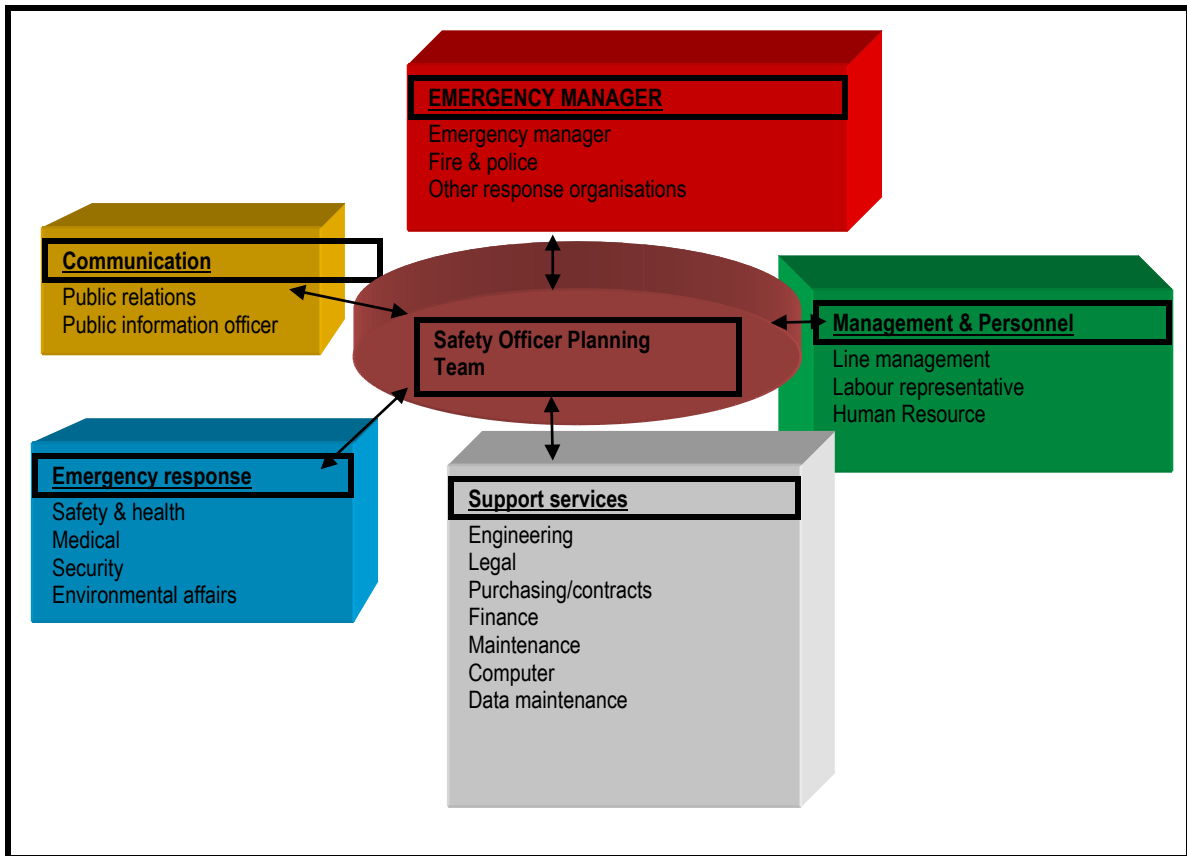 EMERGENCY MANAGER
Emergency manager
Fire & police
Other response organisations
Communication
Public relations
Public information officer
Safety Officer Planning
Team
Management & Personnel
Line management
Labour representative
Human Resource
Emergency response
Safety & health
Medical
Security
Environmental affairs
Support services
Engineering
Legal
Purchasing/contracts
Finance
Maintenance
Computer
Data maintenance